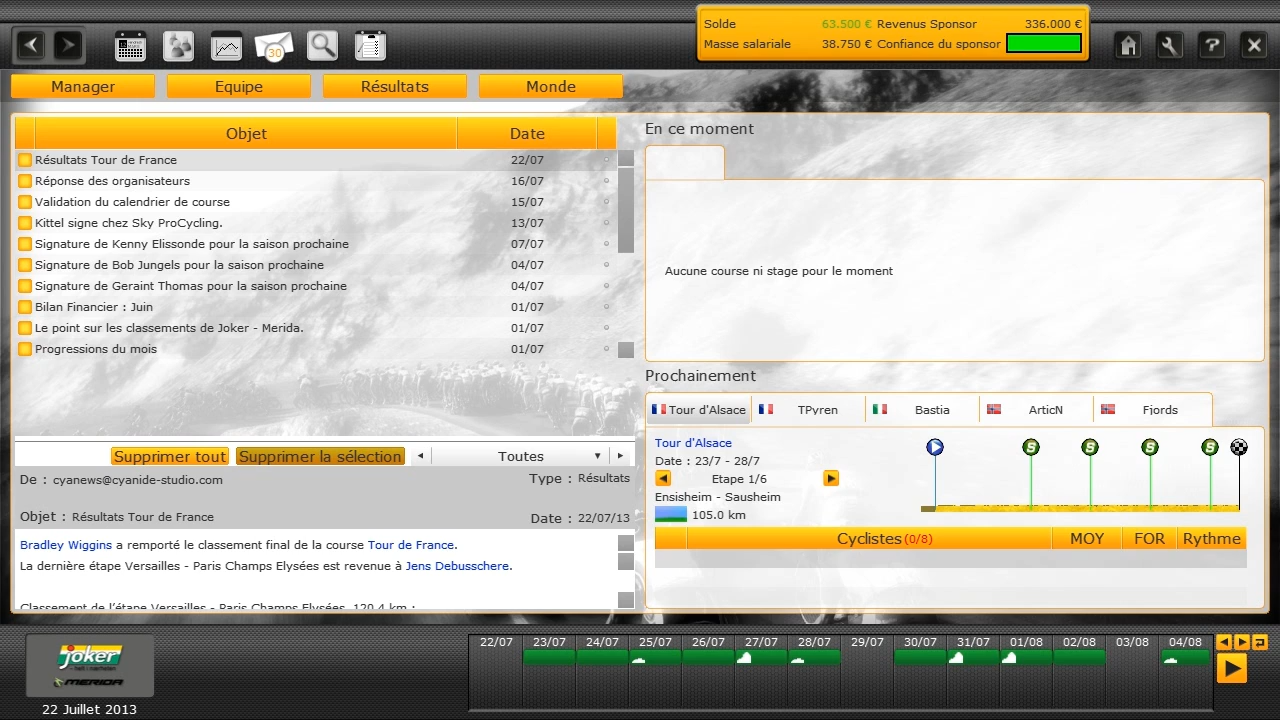 Solde 63.500 € Revenus Sponsor 336.000 €
Masse salariale 38.750 € Confiance du sponsor
30
Manager Equipe Résultats Monde
Objet Date
Résultats Tour de France 22/07
Réponse des organisateurs 16/07
Validation du calendrier de course 15/07
Kittel signe chez Sky ProCycling. 13/07
Signature de Kenny Elissonde pour la saison prochaine 07/07
Signature de Bob Jungels pour la saison prochaine 04/07
Signature de Geraint Thomas pour la saison prochaine 04/07
Bilan Financier : Juin 01/07
Le point sur les classements de Joker - Merida. 01/07
Progressions du mois 01/07
Supprimer tout Supprimer la sélection Toutes
De : cyanews@cyanide-studio.com Type : Résultats
Objet : Résultats Tour de France Date : 22/07/13
Bradley Wiggins a remporté le classement final de la course Tour de France.
La dernière étape Versailles - Paris Champs Elysées est revenue à Jens Debusschere.
Classement de l'étape Versailles - Paris Champs Elysées, 120.4 km :
En ce moment
Aucune course ni stage pour le moment
Prochainement
Tour d'Alsace TPyren Bastia ArticN Fjords
Tour d'Alsace
Date : 23/7 - 28/7
Etape 1/6
Ensisheim - Sausheim
105.0 km
S S S S
Cyclistes (0/8) MOY FOR Rythme
joker
MERIDA
22 Juillet 2013
22/07 23/07 24/07 25/07 26/07 27/07 28/07 29/07 30/07 31/07 01/08 02/08 03/08 04/08